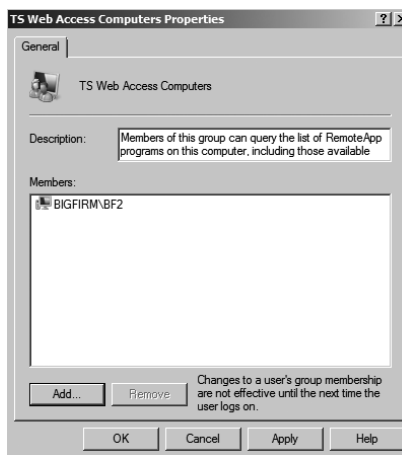 TS Web Access Computers Properties
General
TS Web Access Computers
Description:
Members of this group can query the list of RemoteApp
programs on this computer, including those available
Members:
BIGFIRM\BF2
Add...
Remove
Changes to a user's group membership
are not effective until the next time the
user logs on.
OK
Cancel
Apply
Help